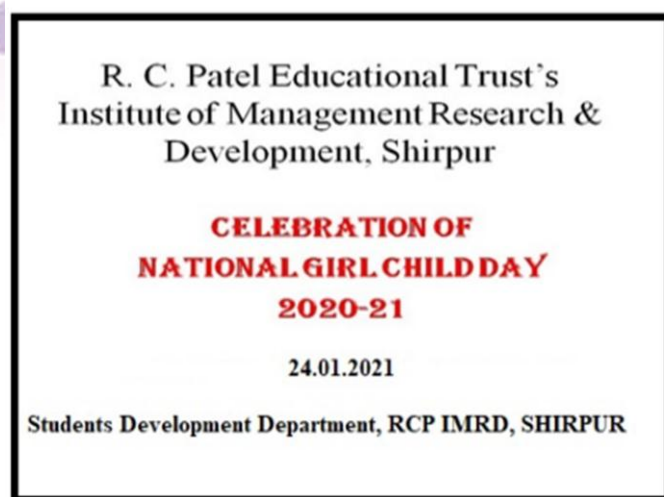 R. C. Patel Educational Trust's
Institute of Management Research &
Development, Shirpur
CELEBRATION OF
NATIONAL GIRL CHILD DAY
2020-21
24.01.2021
Students Development Department, RCP IMRD, SHIRPUR